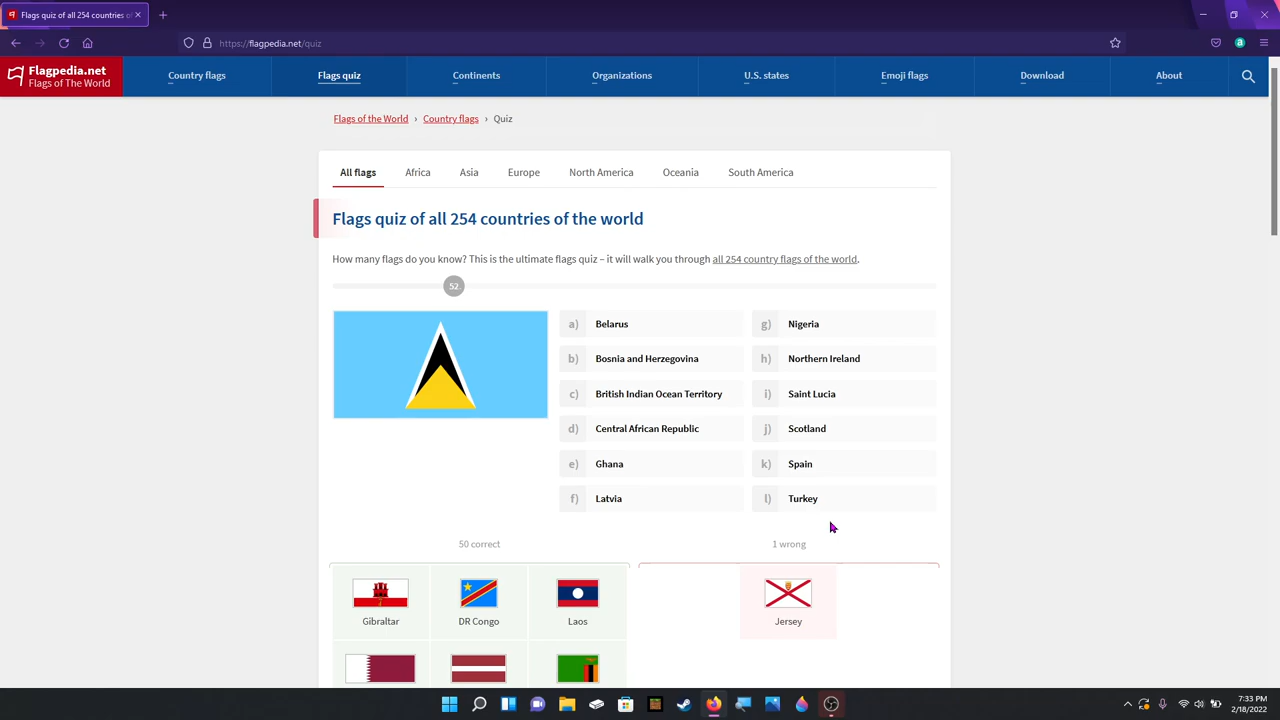 Flags quiz of all 254 countries of
https://flagpedia.net/quiz
Flagpedia.net
Flags of The World
Country flags
Flags quiz
Continents
Organizations
U.S. states
Emoji flags
Download
About
Flags of the World › Country flags › Quiz
All flags Africa Asia Europe North America Oceania South America
Flags quiz of all 254 countries of the world
How many flags do you know? This is the ultimate flags quiz – it will walk you through all 254 country flags of the world.
52.
a) Belarus
b) Bosnia and Herzegovina
c) British Indian Ocean Territory
d) Central African Republic
e) Ghana
f) Latvia
g) Nigeria
h) Northern Ireland
i) Saint Lucia
j) Scotland
k) Spain
l) Turkey
50 correct
1 wrong
Gibraltar
DR Congo
Laos
Jersey
7:33 PM
2/18/2022